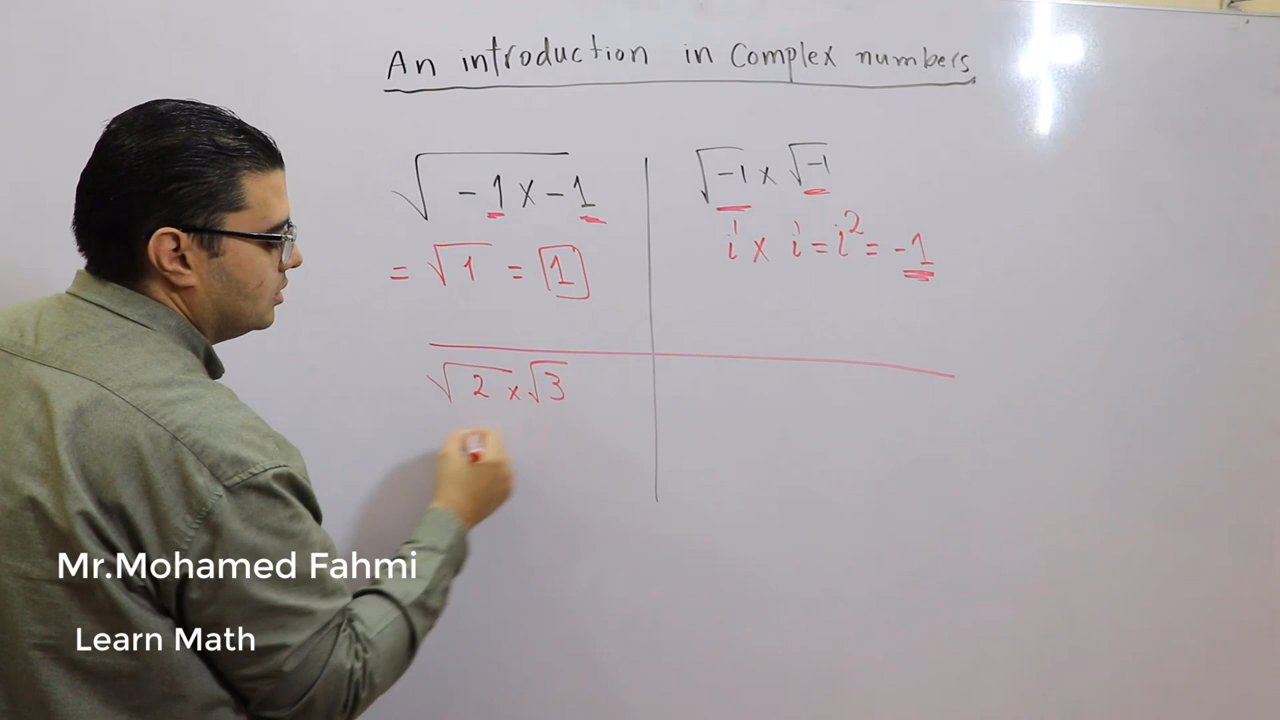 An introduction in Complex numbers
√-1 x -1
= √1 = 1
√-1 x √-1
i x i = i² = -1
√2 x √3
Mr.Mohamed Fahmi
Learn Math